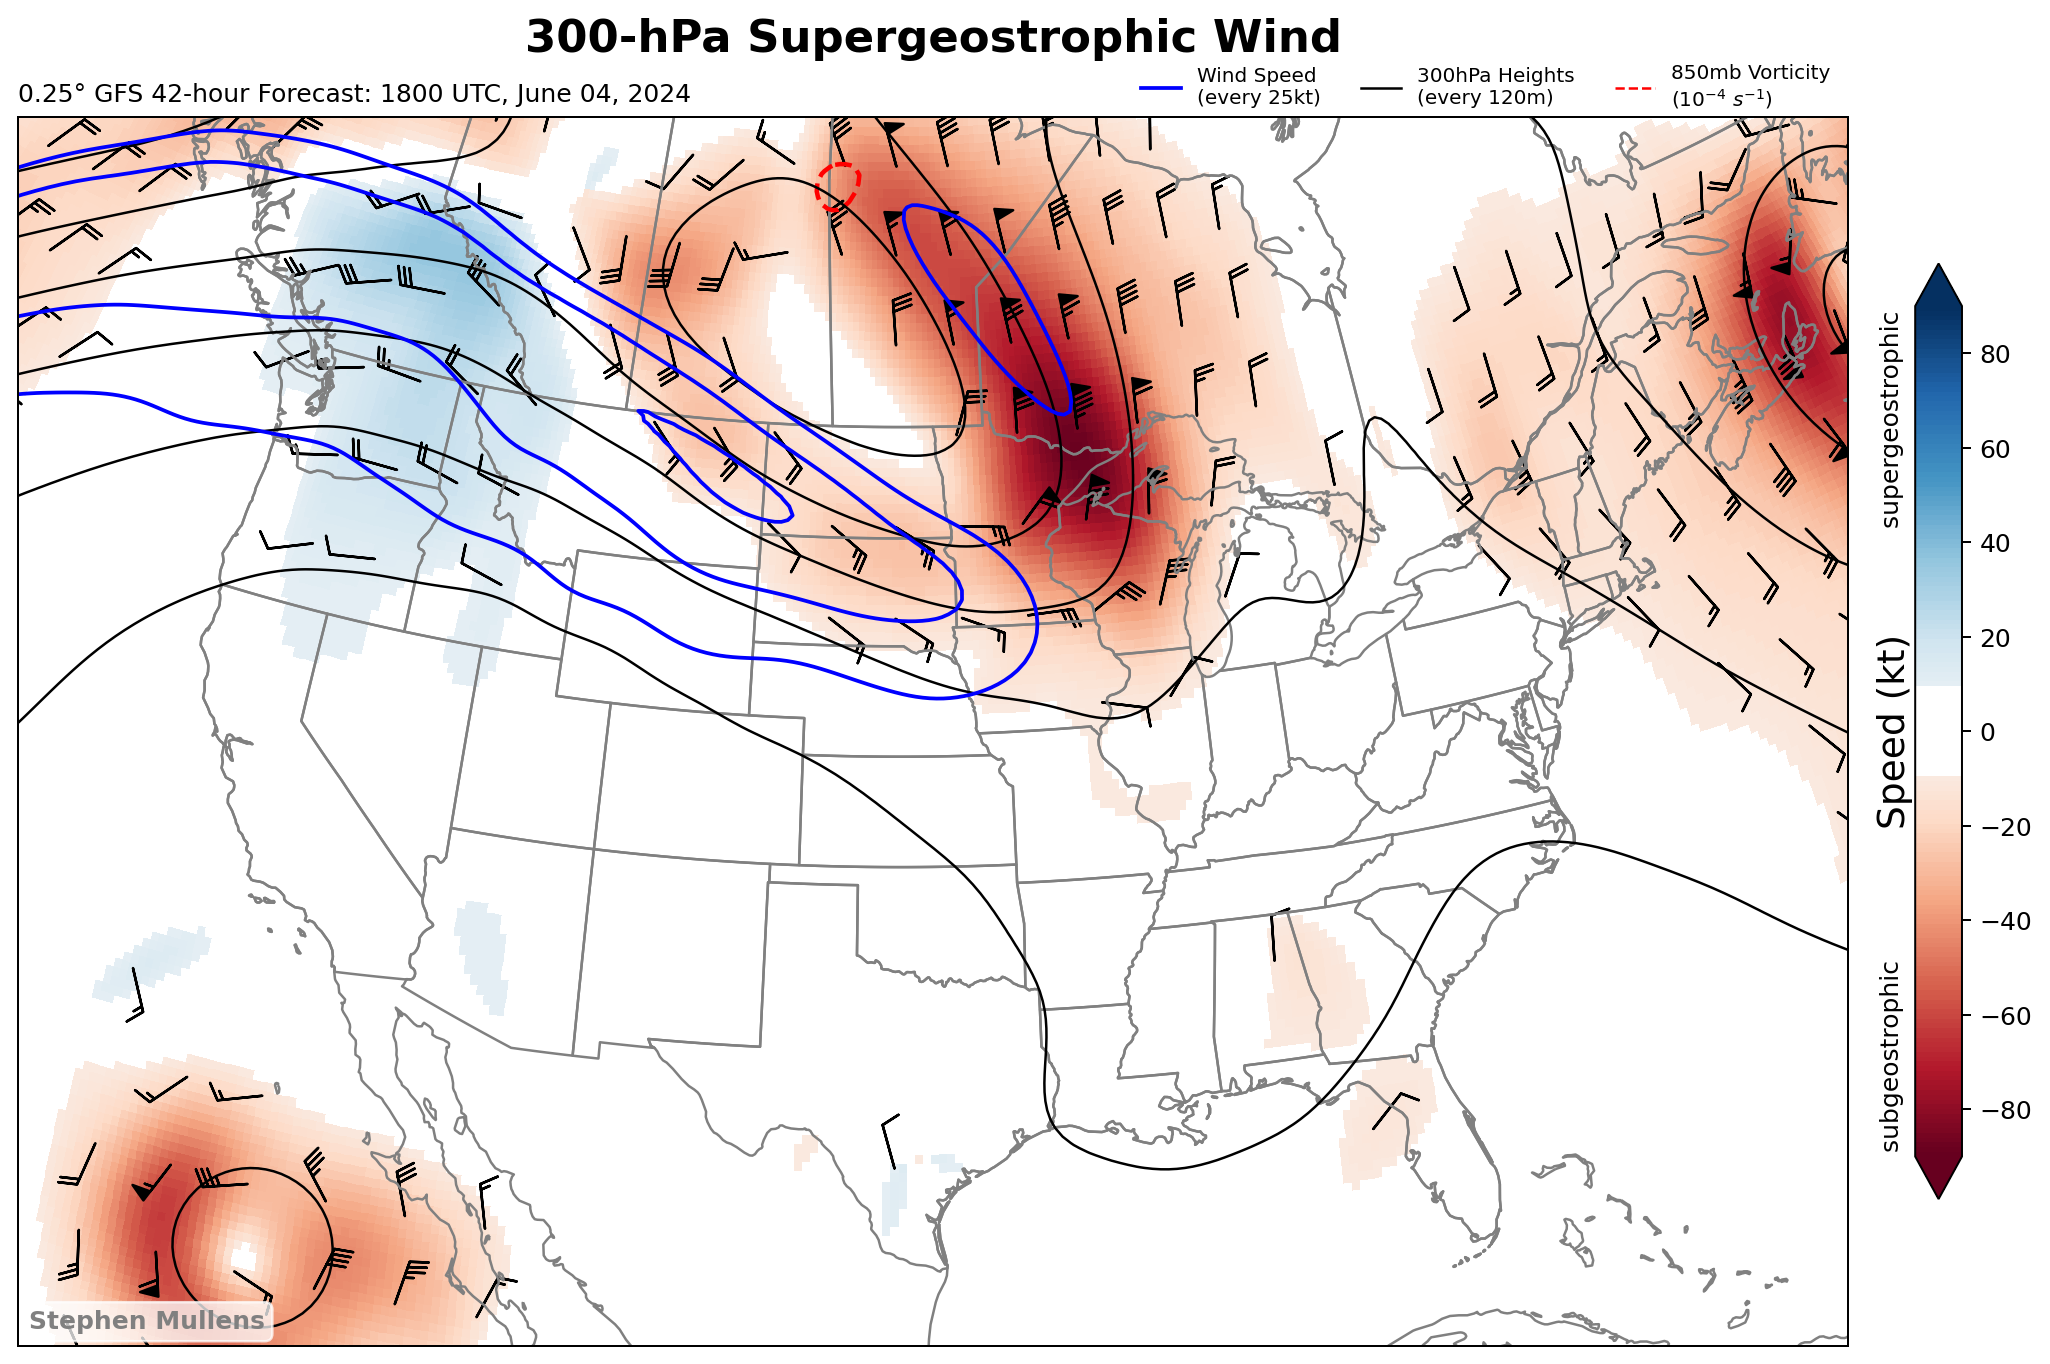 300-hPa Supergeostrophic Wind
0.25° GFS 42-hour Forecast: 1800 UTC, June 04, 2024
Wind Speed
(every 25kt)
300hPa Heights
(every 120m)
850mb Vorticity
(10⁻⁴ s⁻¹)
supergeostrophic
Speed (kt)
subgeostrophic
80
60
40
20
0
−20
−40
−60
−80
Stephen Mullens